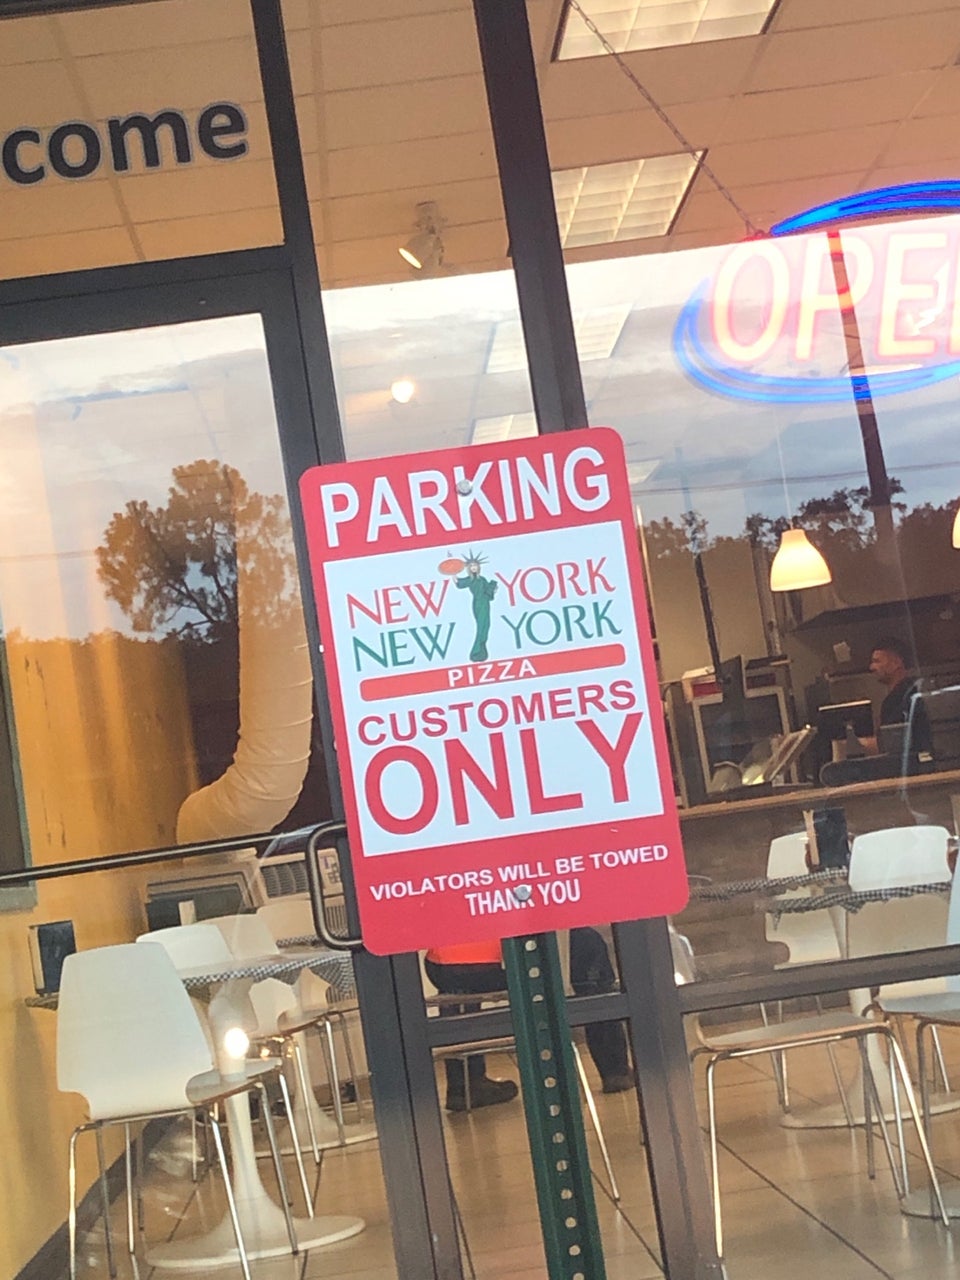 come
OPE
PARKING
NEW YORK
NEW YORK
PIZZA
CUSTOMERS
ONLY
VIOLATORS WILL BE TOWED
THANK YOU